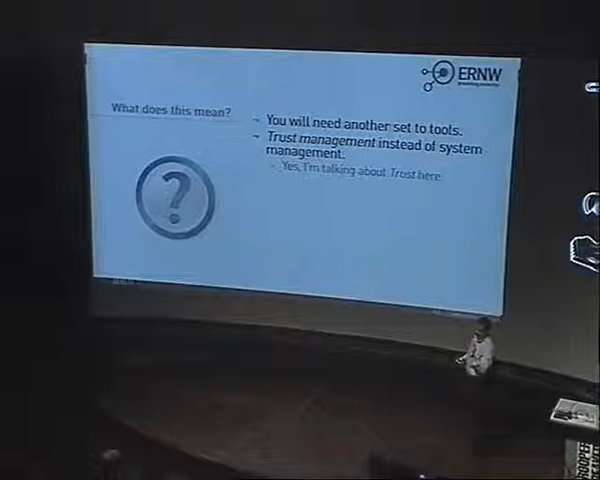 ERNW
What does this mean?
– You will need another set to tools.
– Trust management instead of system
management.
– Yes, I'm talking about Trust here